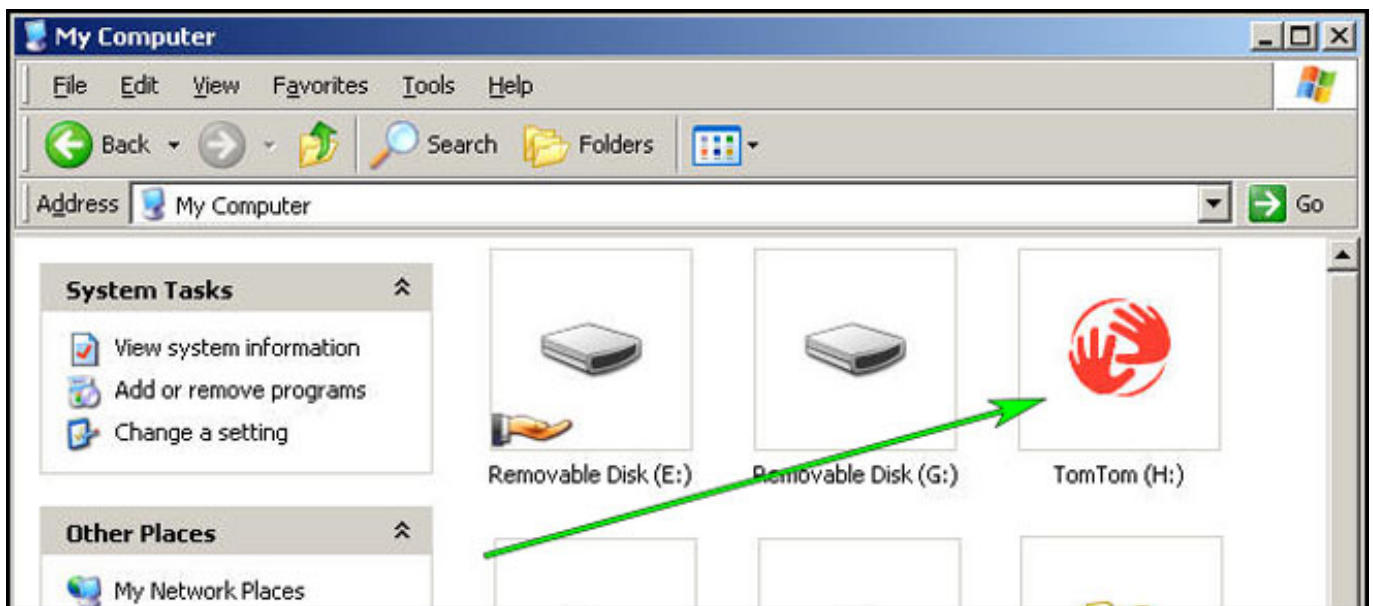 My Computer
File Edit View Favorites Tools Help
Back Search Folders
Address My Computer Go
System Tasks
View system information
Add or remove programs
Change a setting
Removable Disk (E:) Removable Disk (G:) TomTom (H:)
Other Places
My Network Places